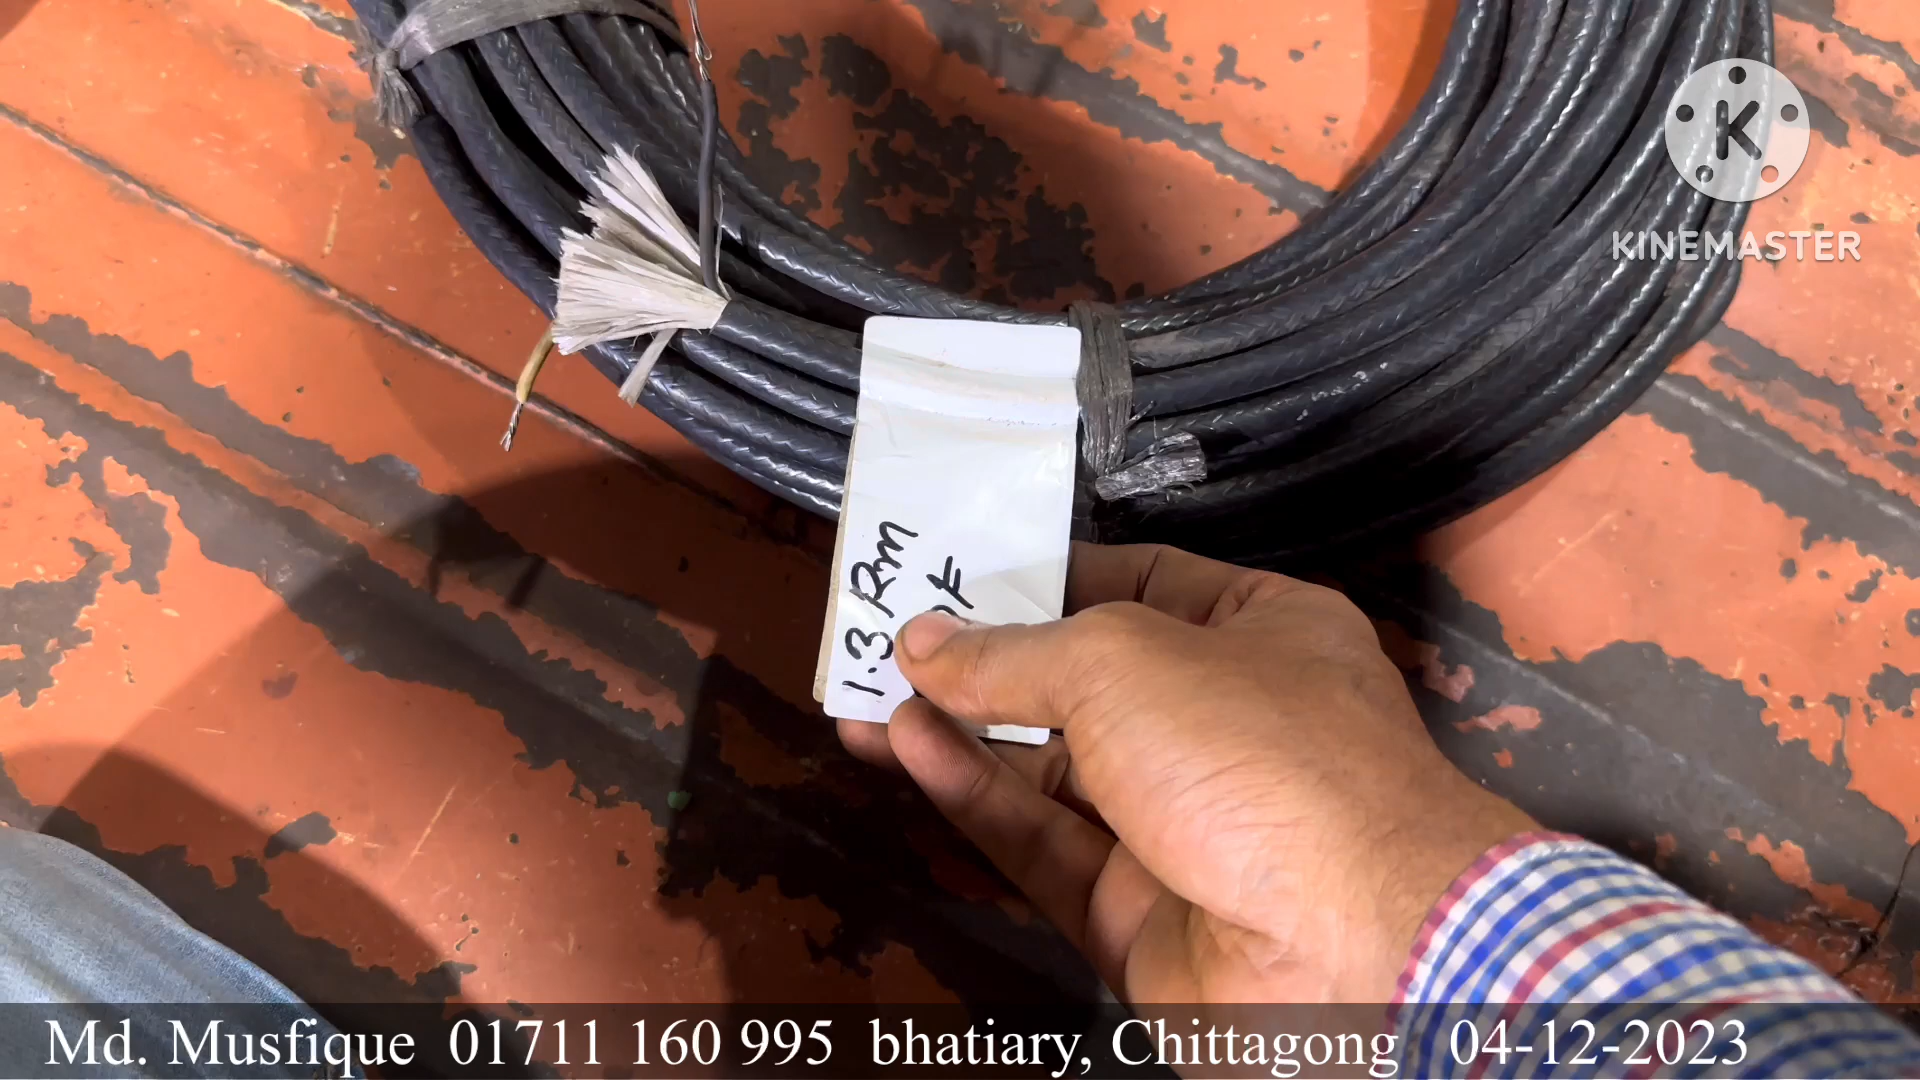 K
KINEMASTER
1.3 Rm
Md. Musfique 01711 160 995 bhatiary, Chittagong 04-12-2023